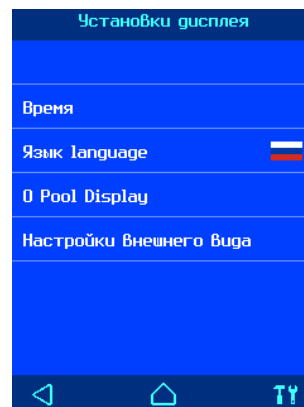 Установки дисплея
Время
Язык language
О Pool Display
Настройки внешнего вида